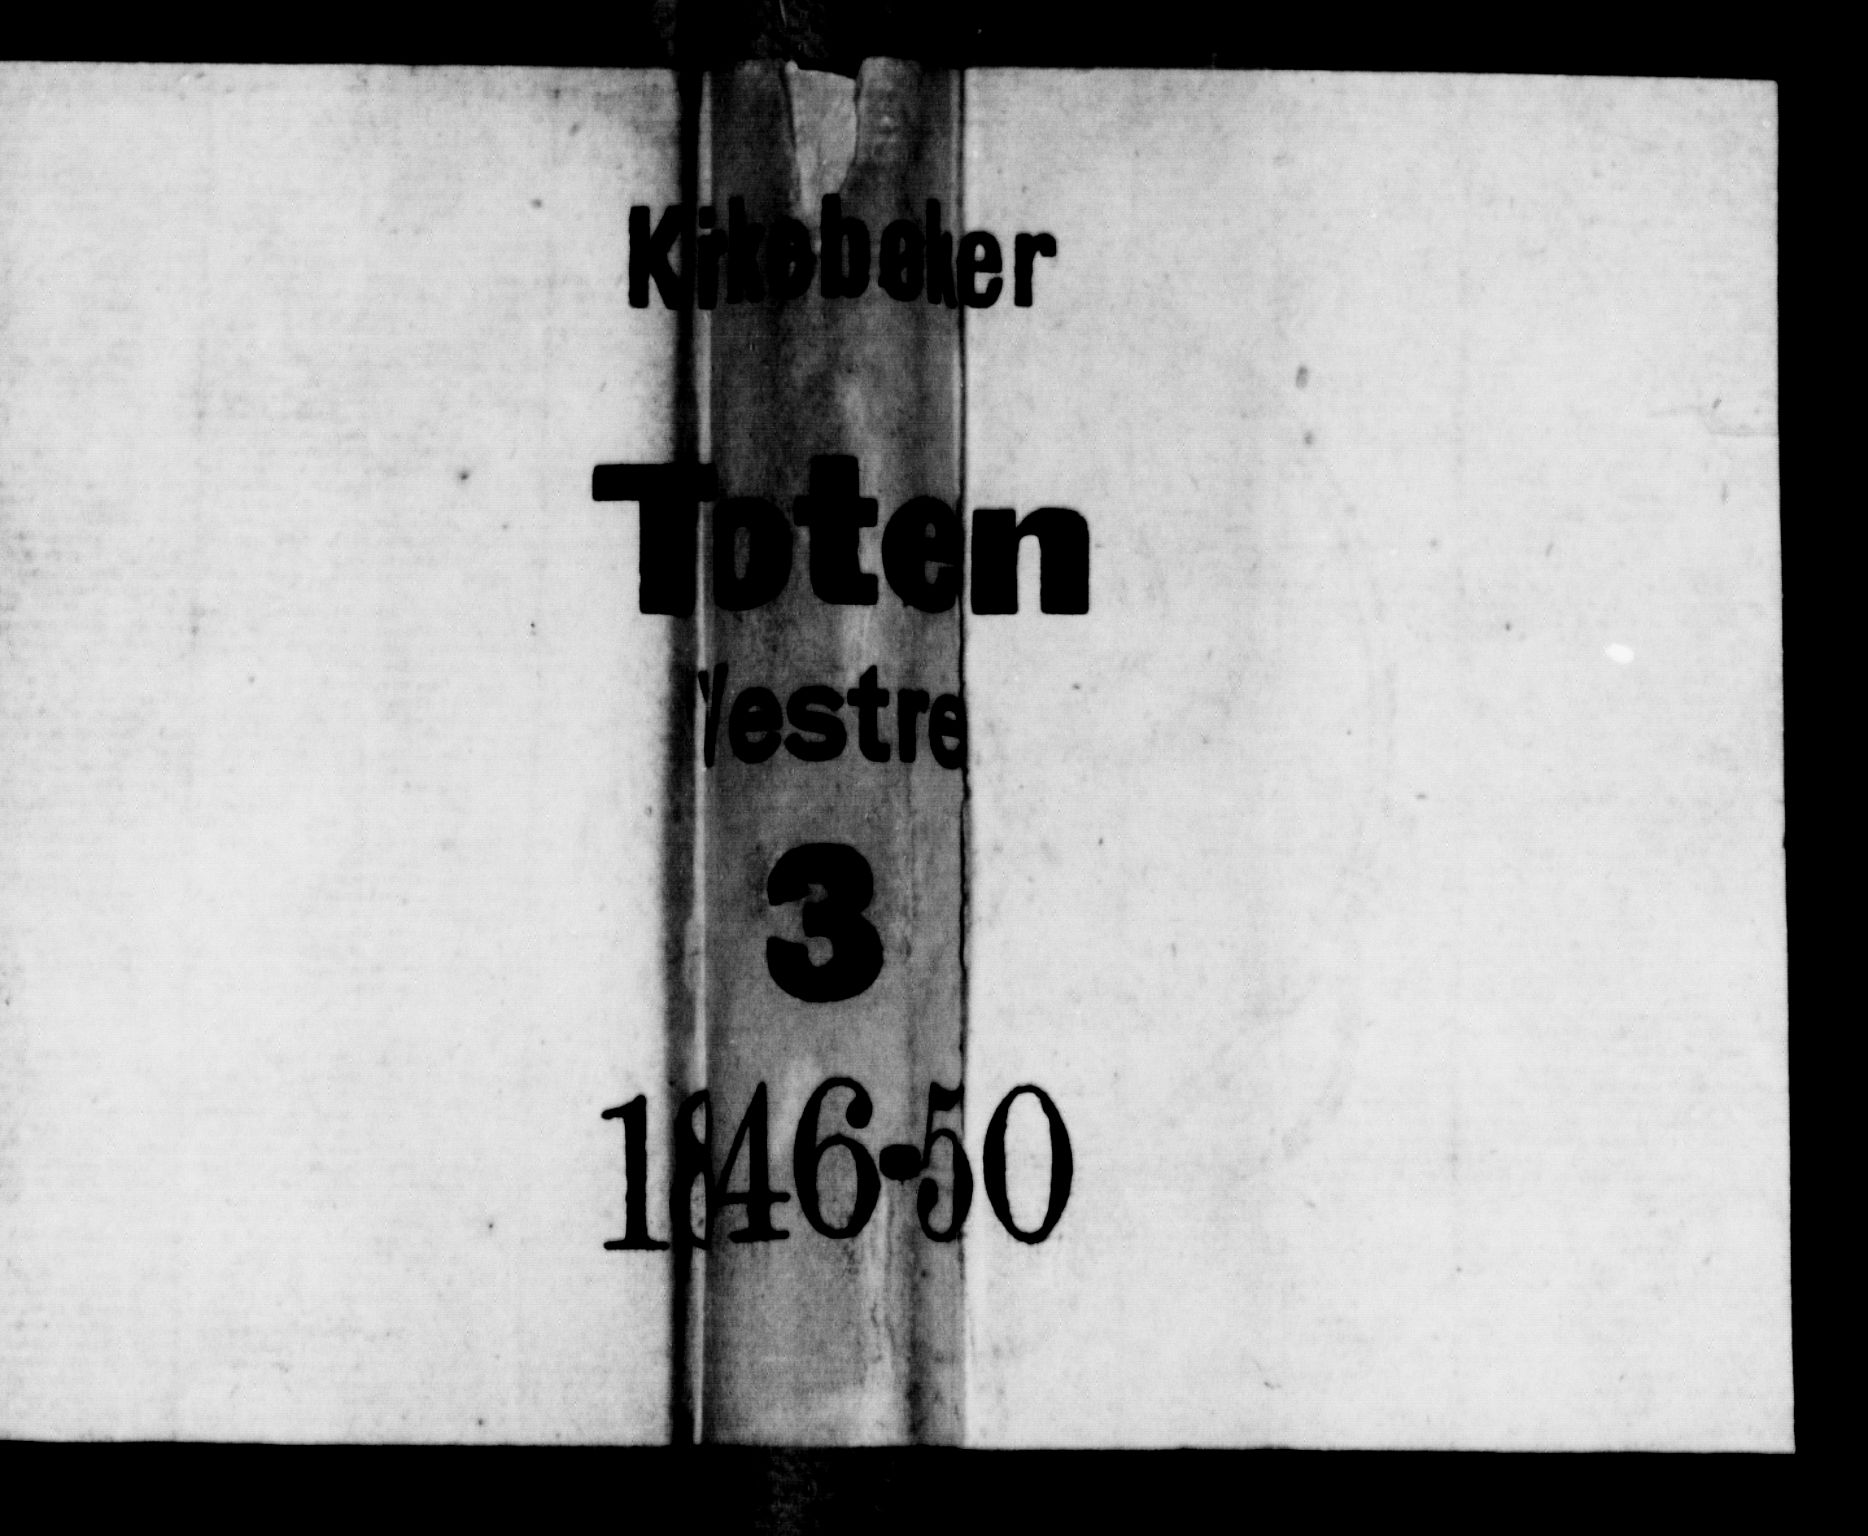 Kirkebøker
Toten
Vestre
3
1846-50